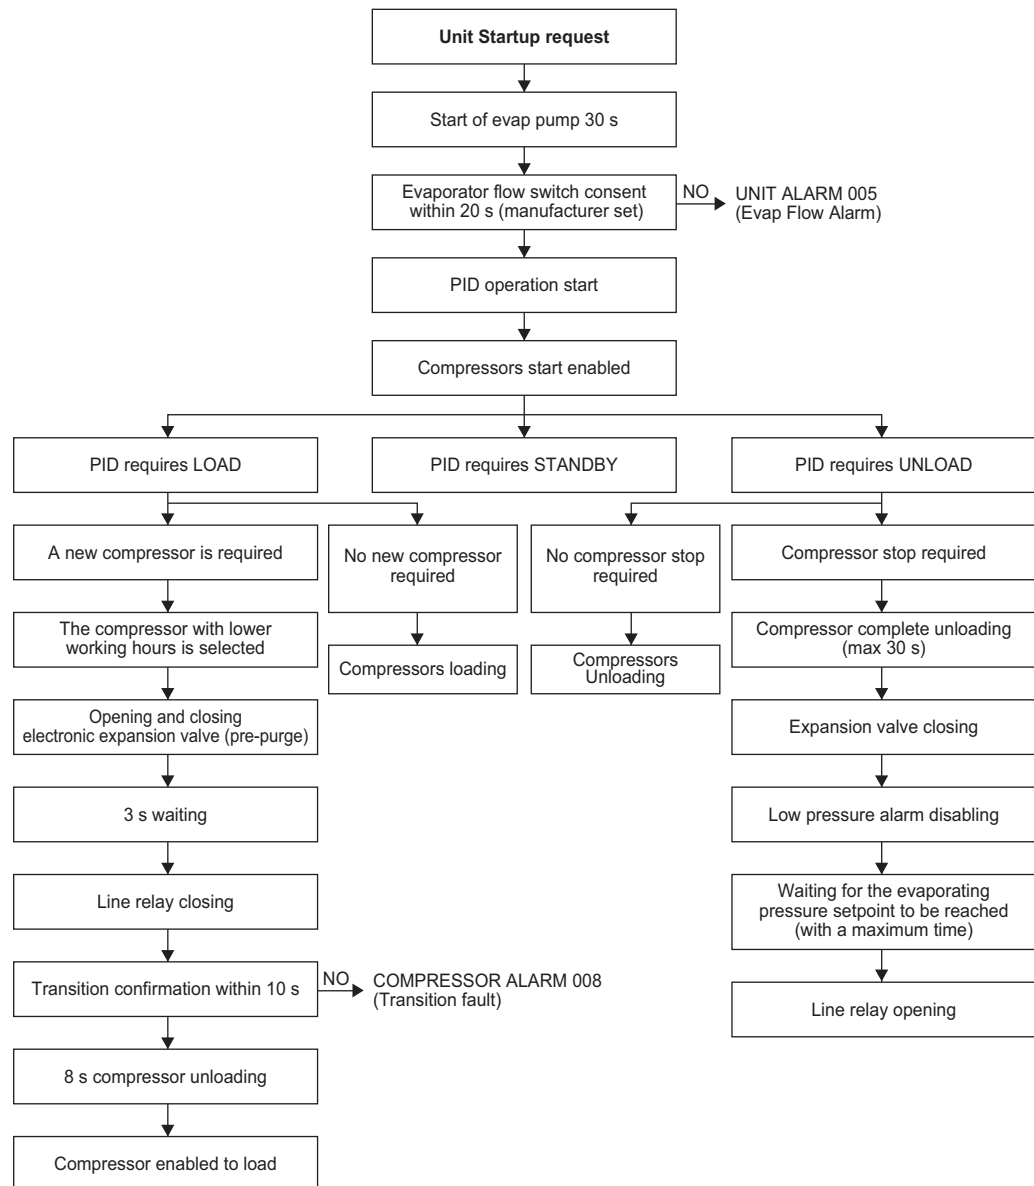 Unit Startup request
Start of evap pump 30 s
Evaporator flow switch consent
within 20 s (manufacturer set)
NO
UNIT ALARM 005
(Evap Flow Alarm)
PID operation start
Compressors start enabled
PID requires LOAD
PID requires STANDBY
PID requires UNLOAD
A new compressor is required
No new compressor
required
No compressor stop
required
Compressor stop required
The compressor with lower
working hours is selected
Compressors loading
Compressors
Unloading
Compressor complete unloading
(max 30 s)
Opening and closing
electronic expansion valve (pre-purge)
Expansion valve closing
3 s waiting
Low pressure alarm disabling
Line relay closing
Waiting for the evaporating
pressure setpoint to be reached
(with a maximum time)
Transition confirmation within 10 s
NO
COMPRESSOR ALARM 008
(Transition fault)
Line relay opening
8 s compressor unloading
Compressor enabled to load